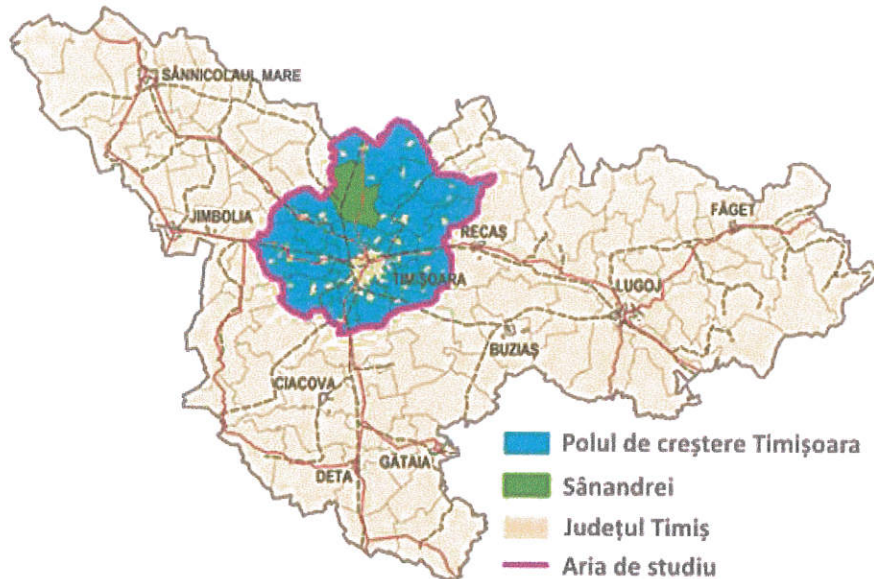 SÂNNICOLAUL MARE
JIMBOLIA
RECAȘ
FĂGET
TIMIȘOARA
LUGOJ
BUZIAȘ
CIACOVA
GĂTAIA
DETA
Polul de creștere Timișoara
Sânandrei
Județul Timiș
Aria de studiu